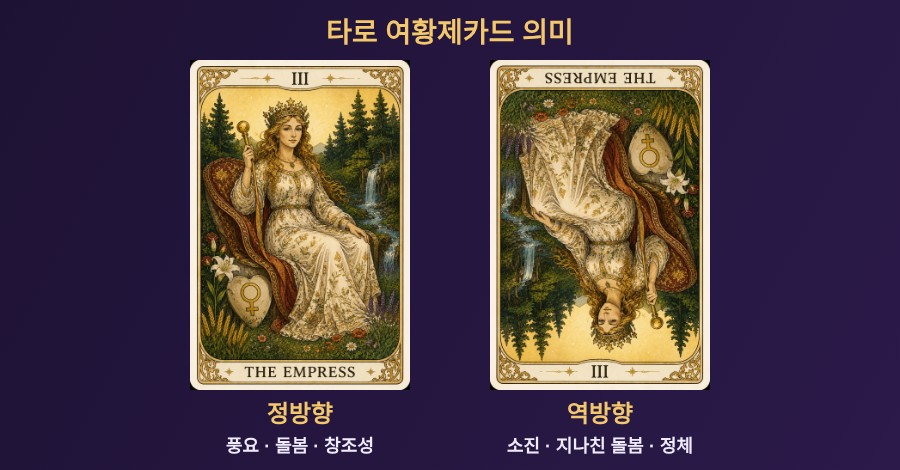 타로 여황제카드 의미
III
THE EMPRESS
정방향
풍요 · 돌봄 · 창조성
THE EMPRESS
III
역방향
소진 · 지나친 돌봄 · 정체